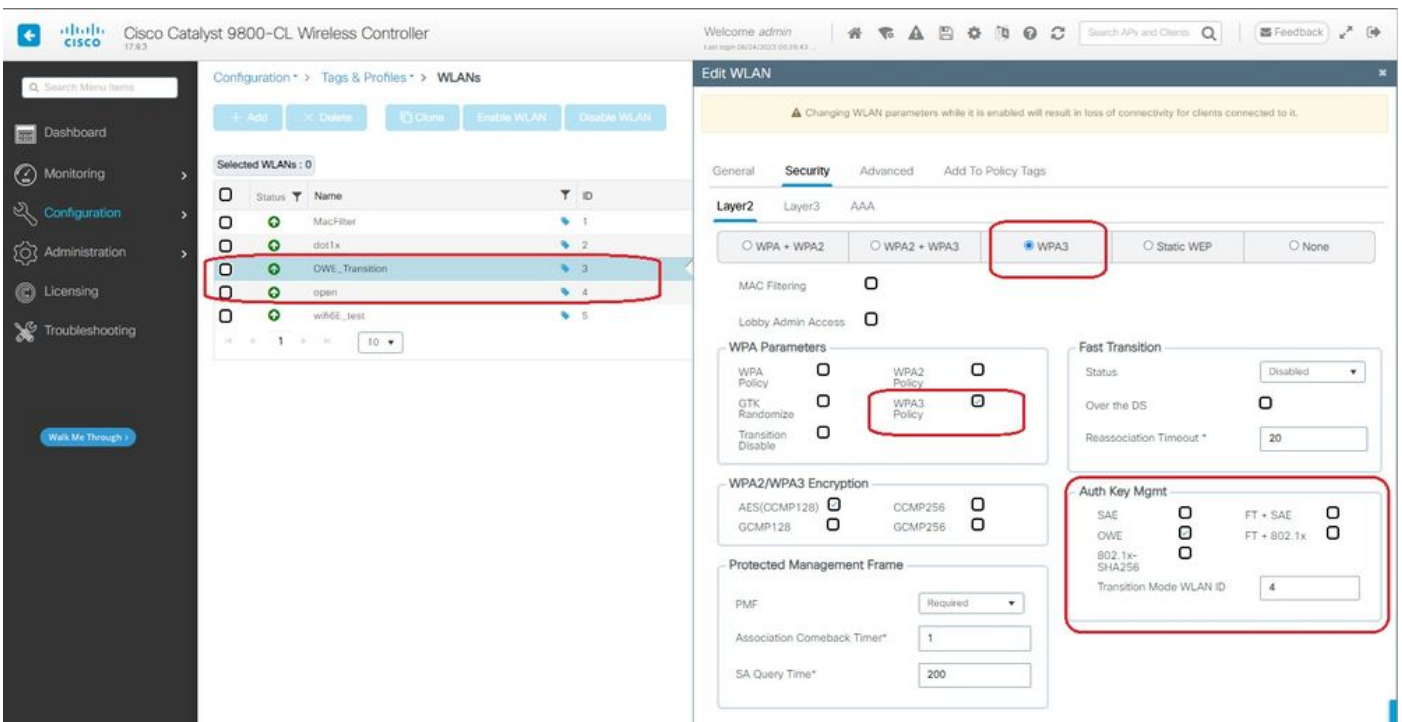 CISCO
Cisco Catalyst 9800-CL Wireless Controller
17.9.3
Welcome admin
Search APs and Clients
Feedback
Search Menu Items
Dashboard
Monitoring
Configuration
Administration
Licensing
Troubleshooting
Walk Me Through >
Configuration > Tags & Profiles > WLANs
+ Add × Delete Clone Enable WLAN Disable WLAN
Selected WLANs : 0
Status Name ID
MacFilter 1
dot1x 2
OWE_Transition 3
open 4
wifi6E_test 5
1 10
Edit WLAN
Changing WLAN parameters while it is enabled will result in loss of connectivity for clients connected to it.
General Security Advanced Add To Policy Tags
Layer2 Layer3 AAA
WPA + WPA2 WPA2 + WPA3 WPA3 Static WEP None
MAC Filtering
Lobby Admin Access
WPA Parameters
WPA Policy WPA2 Policy
GTK Randomize WPA3 Policy
Transition Disable
Fast Transition
Status Disabled
Over the DS
Reassociation Timeout * 20
WPA2/WPA3 Encryption
AES(CCMP128) CCMP256
GCMP128 GCMP256
Auth Key Mgmt
SAE FT + SAE
OWE FT + 802.1x
802.1x-SHA256
Transition Mode WLAN ID 4
Protected Management Frame
PMF Required
Association Comeback Timer* 1
SA Query Time* 200